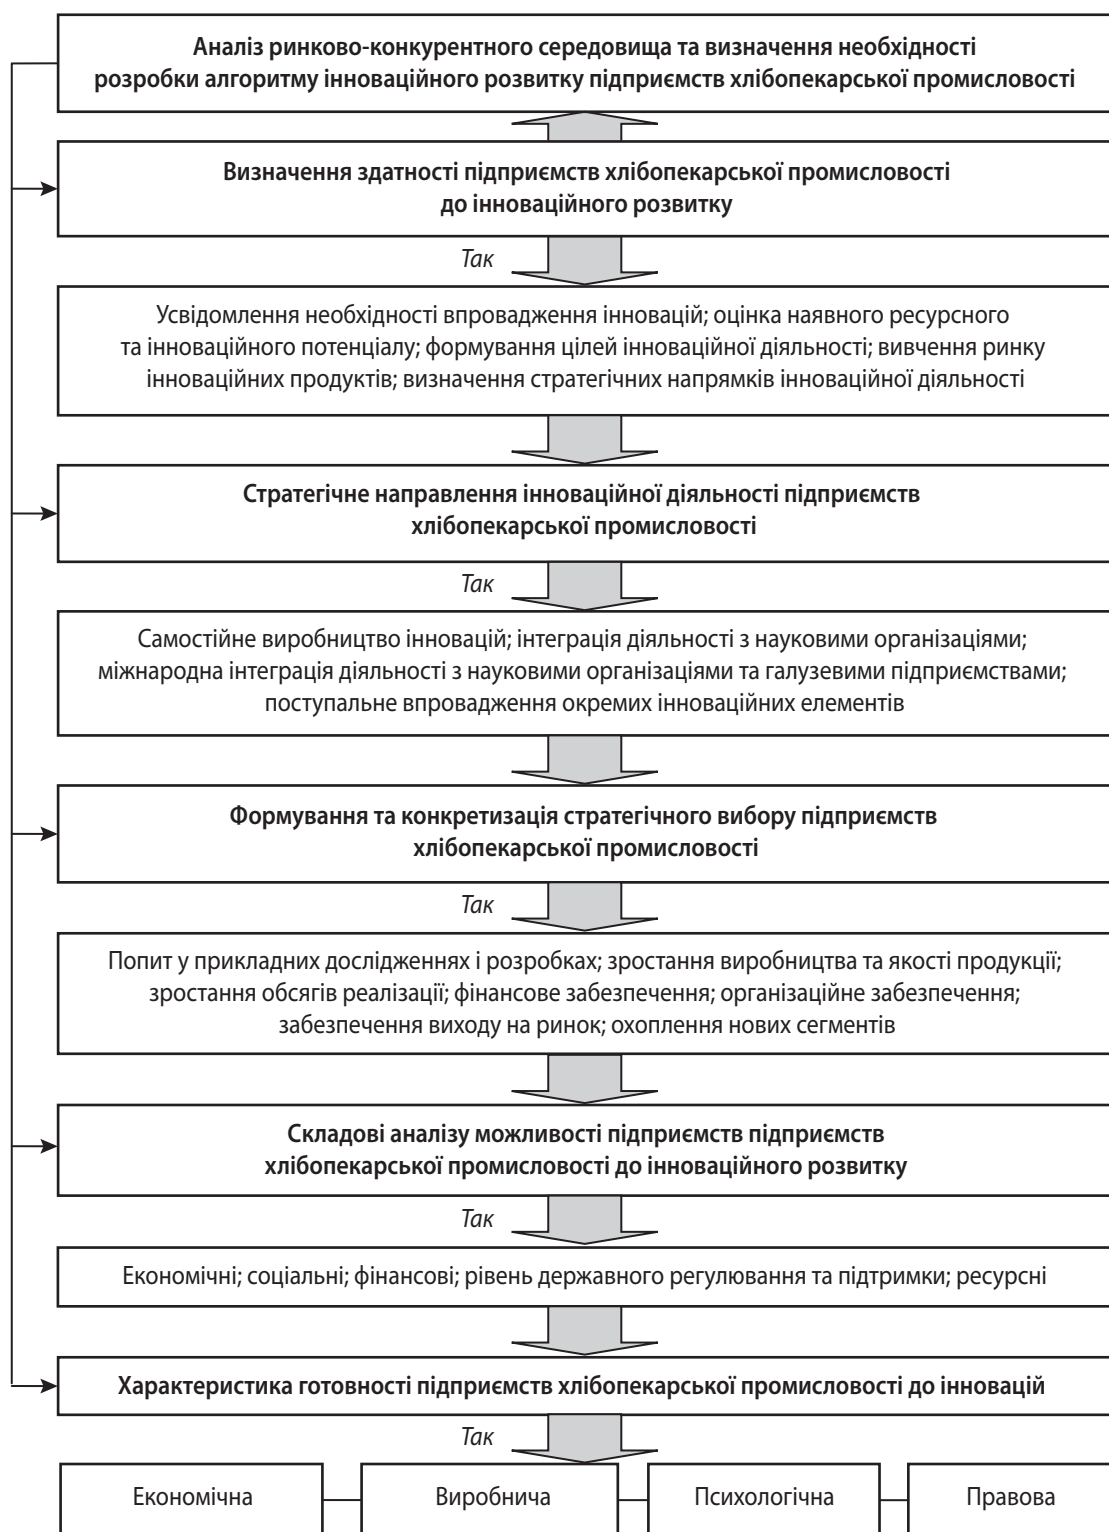 Аналіз ринково-конкурентного середовища та визначення необхідності
розробки алгоритму інноваційного розвитку підприємств хлібопекарської промисловості
Визначення здатності підприємств хлібопекарської промисловості
до інноваційного розвитку
Так
Усвідомлення необхідності впровадження інновацій; оцінка наявного ресурсного
та інноваційного потенціалу; формування цілей інноваційної діяльності; вивчення ринку
інноваційних продуктів; визначення стратегічних напрямків інноваційної діяльності
Стратегічне направлення інноваційної діяльності підприємств
хлібопекарської промисловості
Так
Самостійне виробництво інновацій; інтеграція діяльності з науковими організаціями;
міжнародна інтеграція діяльності з науковими організаціями та галузевими підприємствами;
поступальне впровадження окремих інноваційних елементів
Формування та конкретизація стратегічного вибору підприємств
хлібопекарської промисловості
Так
Попит у прикладних дослідженнях і розробках; зростання виробництва та якості продукції;
зростання обсягів реалізації; фінансове забезпечення; організаційне забезпечення;
забезпечення виходу на ринок; охоплення нових сегментів
Складові аналізу можливості підприємств підприємств
хлібопекарської промисловості до інноваційного розвитку
Так
Економічні; соціальні; фінансові; рівень державного регулювання та підтримки; ресурсні
Характеристика готовності підприємств хлібопекарської промисловості до інновацій
Так
Економічна
Виробнича
Психологічна
Правова